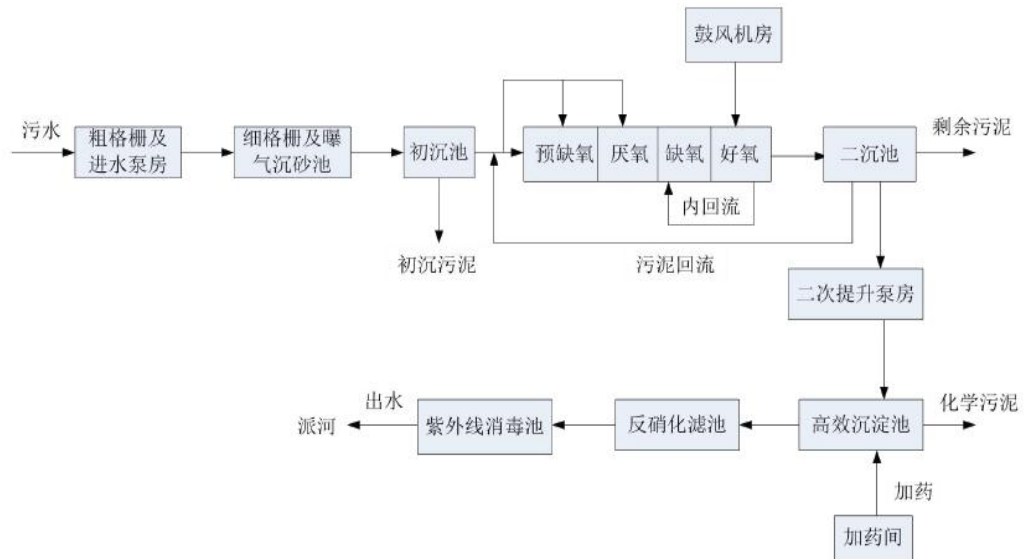 鼓风机房
污水
粗格栅及
进水泵房
细格栅及曝
气沉砂池
初沉池
预缺氧
厌氧
缺氧
好氧
二沉池
剩余污泥
内回流
初沉污泥
污泥回流
二次提升泵房
派河
出水
紫外线消毒池
反硝化滤池
高效沉淀池
化学污泥
加药
加药间